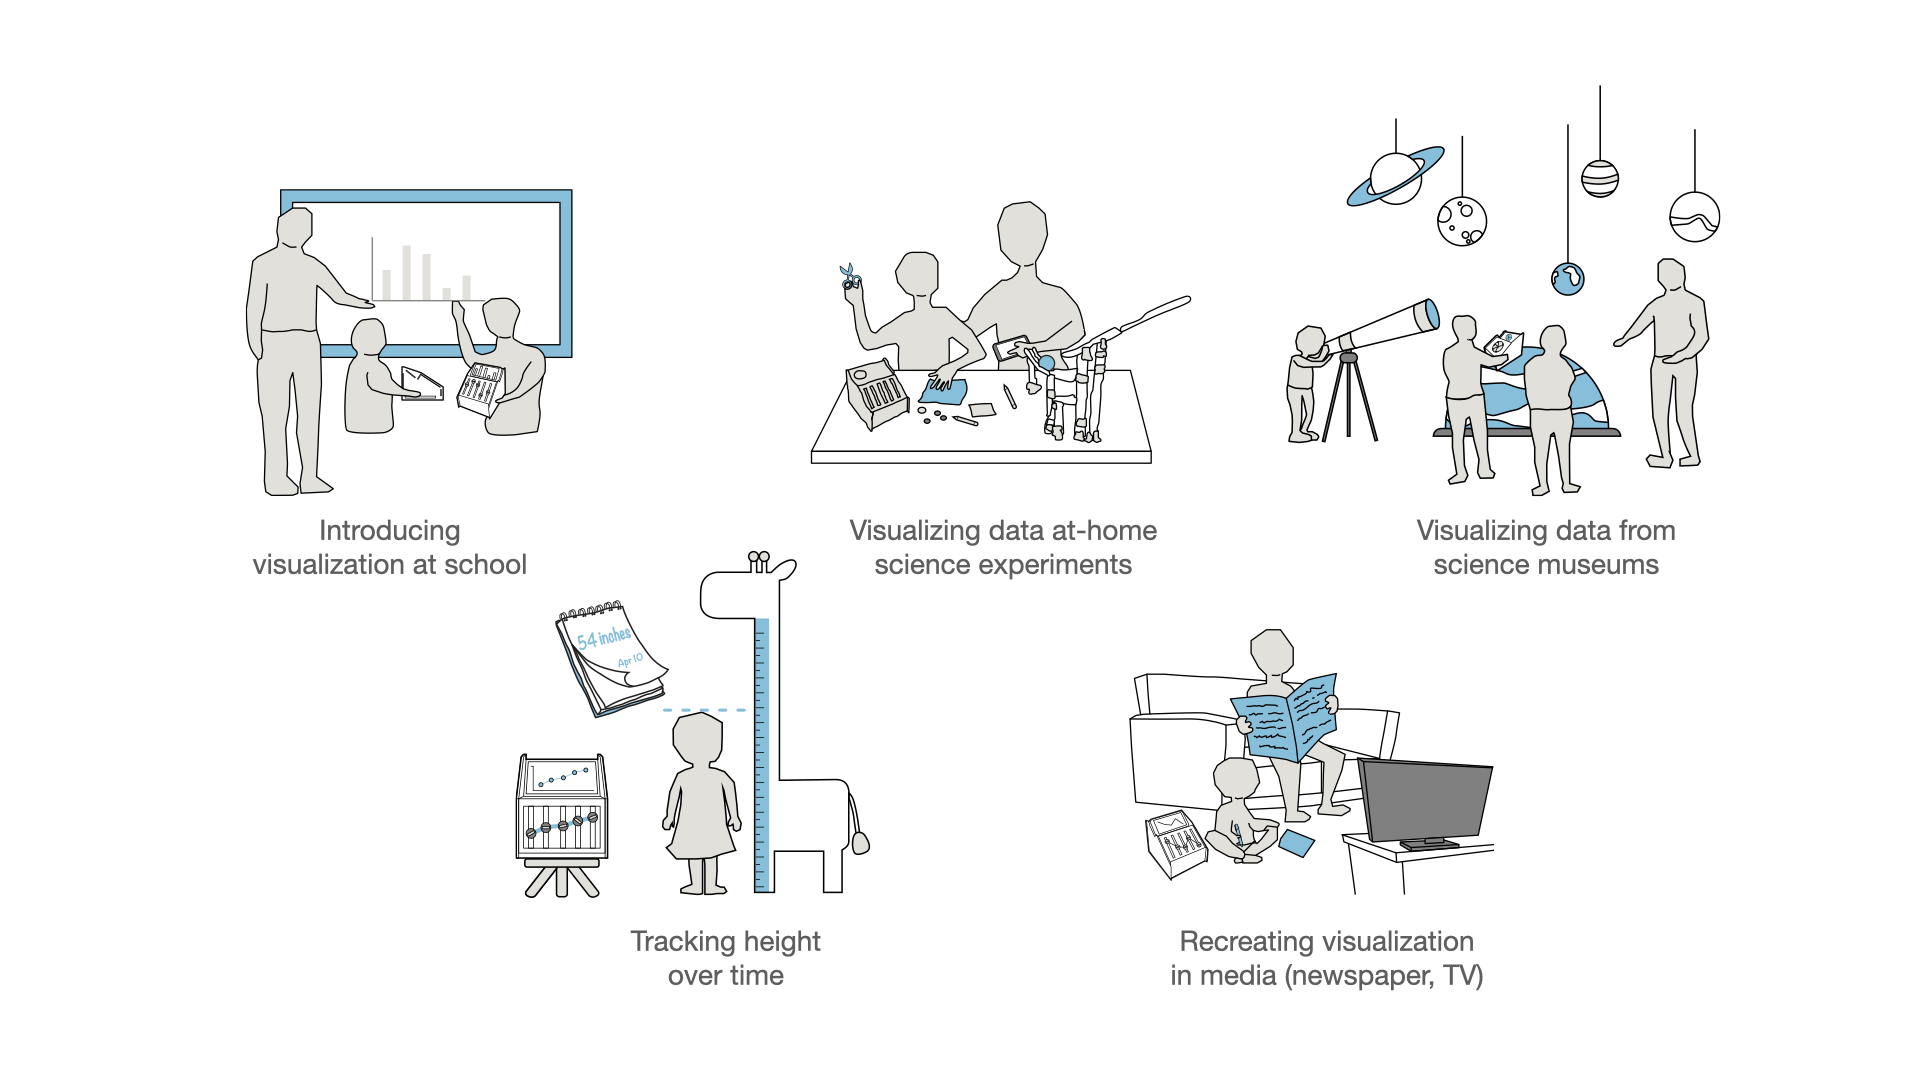 Introducing
visualization at school
Visualizing data at-home
science experiments
Visualizing data from
science museums
54 inches
Apr 10
Tracking height
over time
Recreating visualization
in media (newspaper, TV)